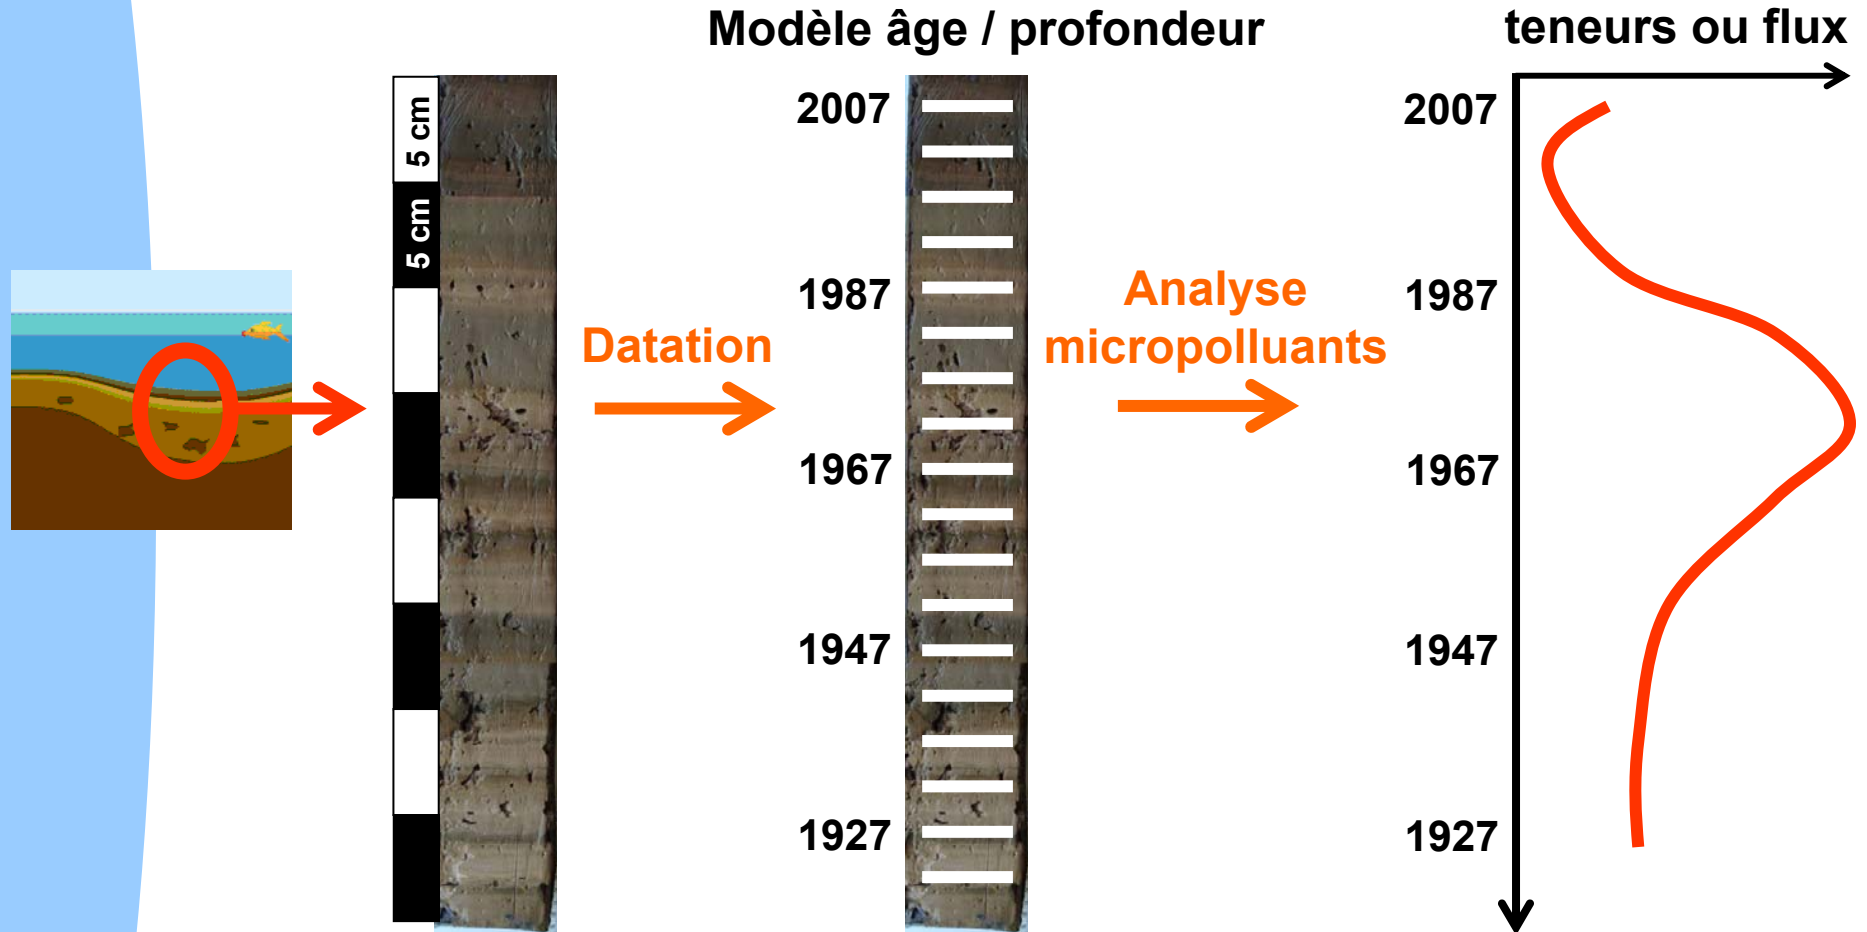 Modèle âge / profondeur
teneurs ou flux
5 cm
5 cm
Datation
2007
1987
1967
1947
1927
Analyse
micropolluants
2007
1987
1967
1947
1927